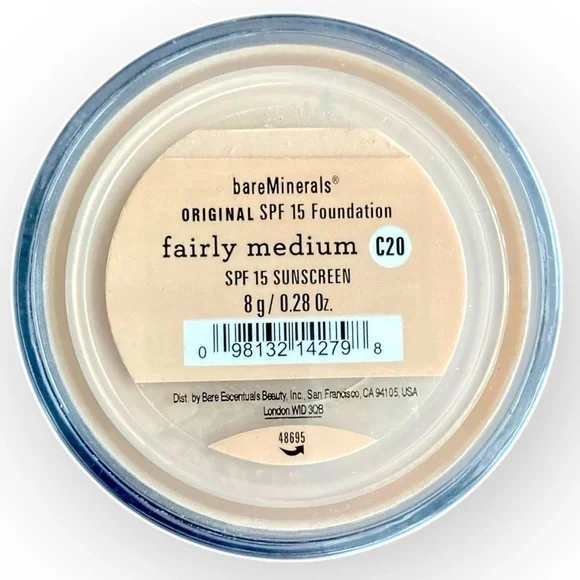 bareMinerals®
ORIGINAL SPF 15 Foundation
fairly medium C20
SPF 15 SUNSCREEN
8 g / 0.28 Oz.
0 98132 14279 8
Dist. by Bare Escentuals Beauty, Inc., San Francisco, CA 94105, USA
London W1D 3QB
48695